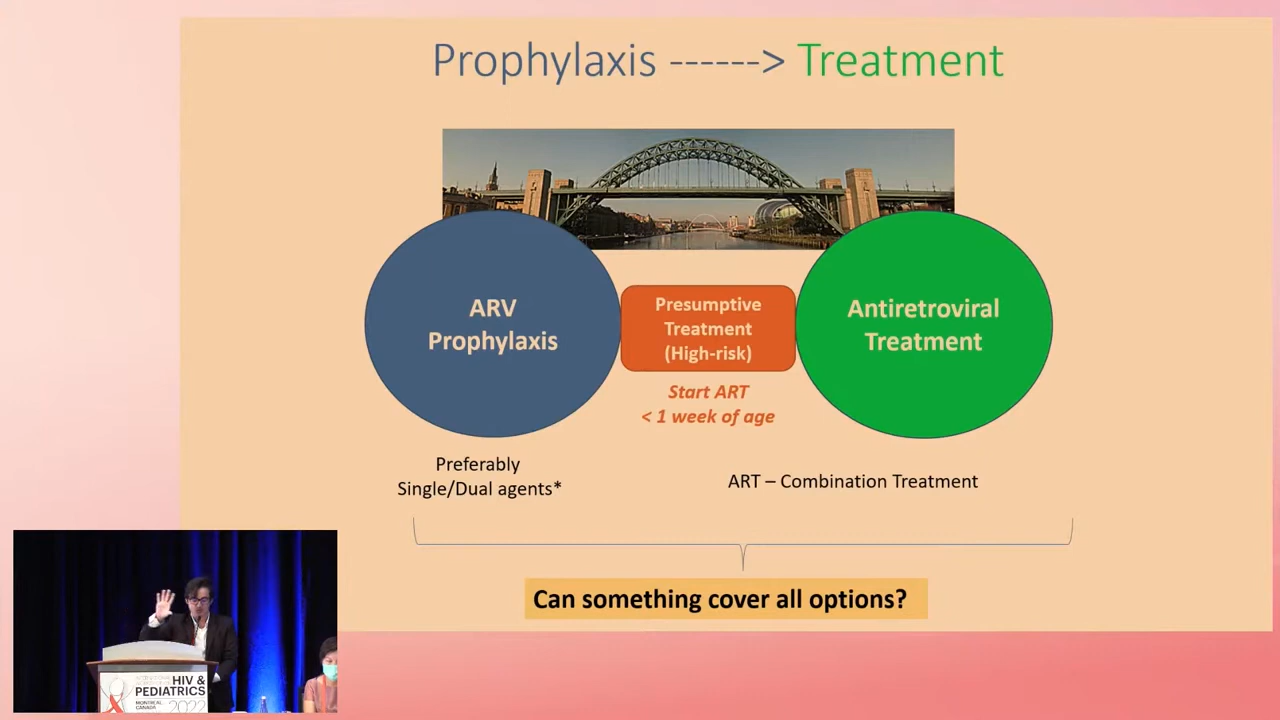 Prophylaxis ------> Treatment
ARV
Prophylaxis
Presumptive
Treatment
(High-risk)
Antiretroviral
Treatment
Start ART
< 1 week of age
Preferably
Single/Dual agents*
ART – Combination Treatment
Can something cover all options?
HIV &
PEDIATRICS
MONTREAL,
CANADA
2022